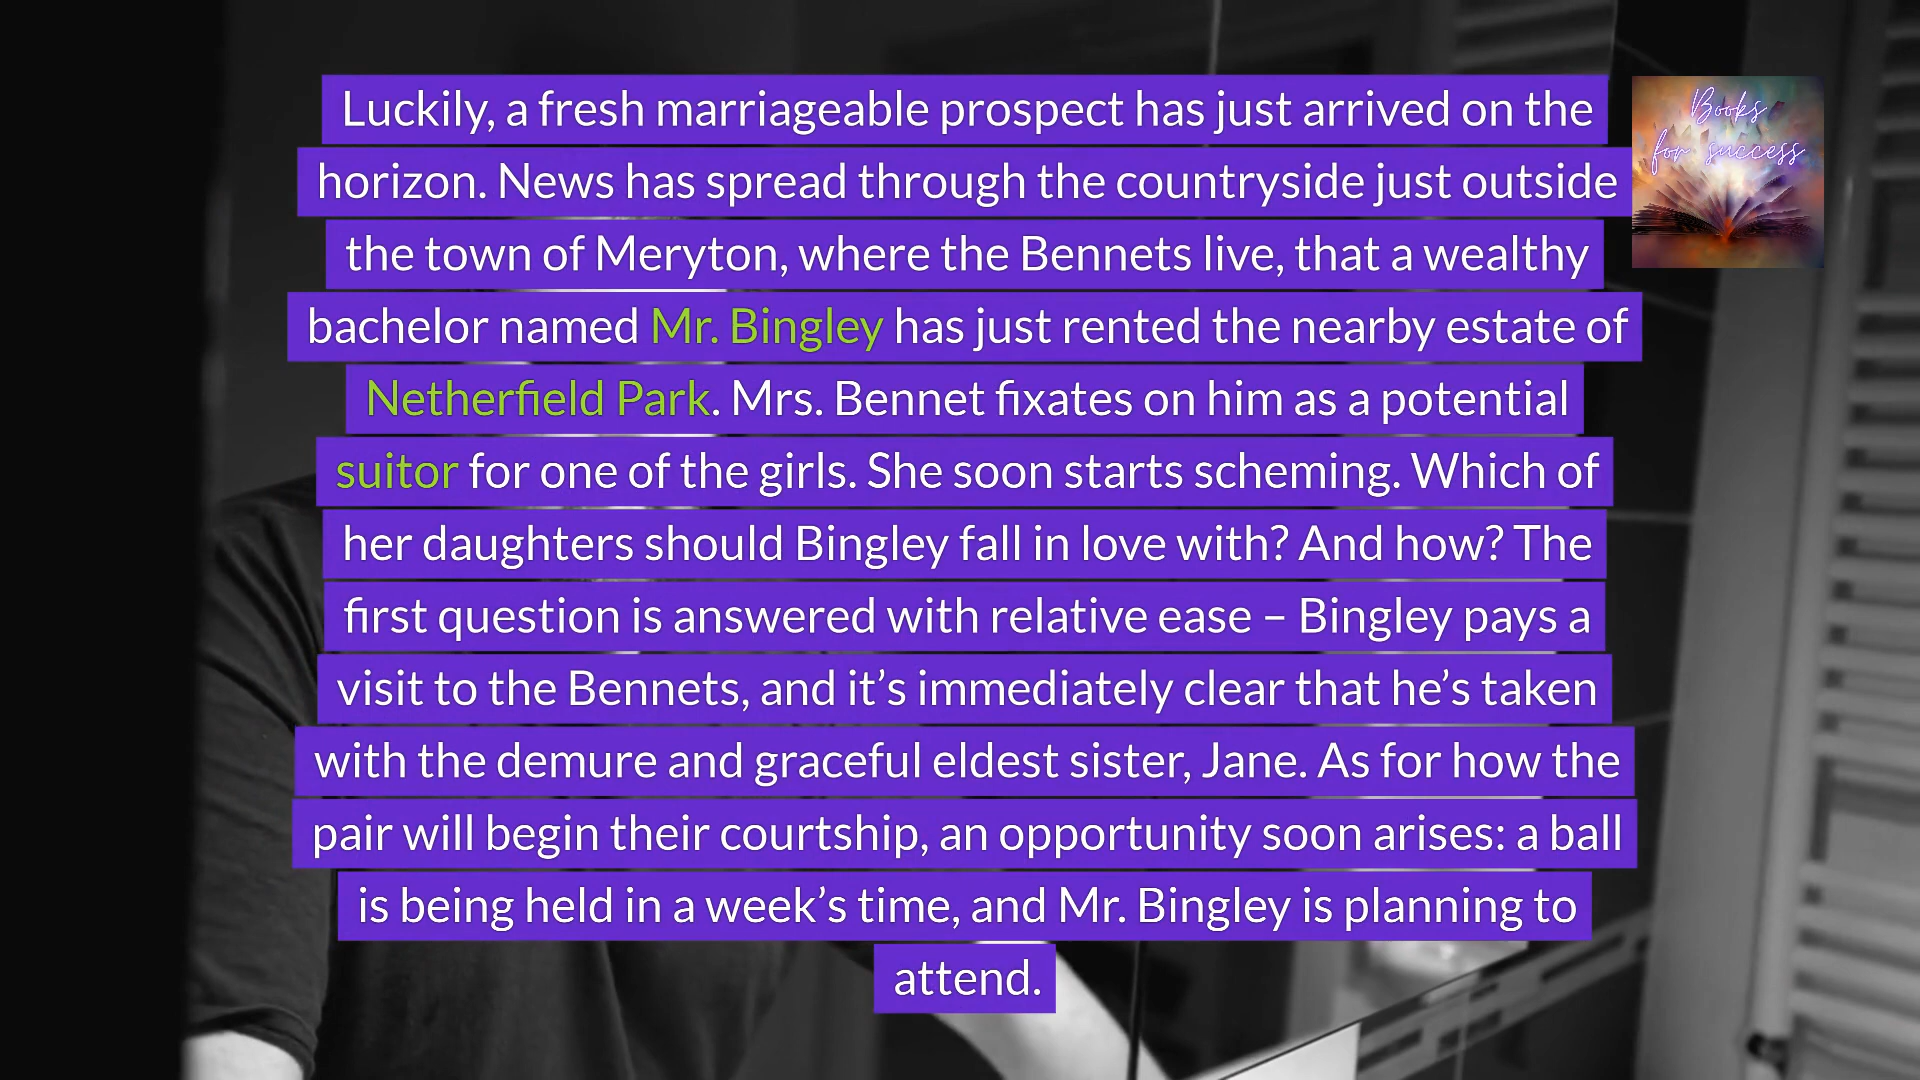 Luckily, a fresh marriageable prospect has just arrived on the
horizon. News has spread through the countryside just outside
the town of Meryton, where the Bennets live, that a wealthy
bachelor named Mr. Bingley has just rented the nearby estate of
Netherfield Park. Mrs. Bennet fixates on him as a potential
suitor for one of the girls. She soon starts scheming. Which of
her daughters should Bingley fall in love with? And how? The
first question is answered with relative ease – Bingley pays a
visit to the Bennets, and it’s immediately clear that he’s taken
with the demure and graceful eldest sister, Jane. As for how the
pair will begin their courtship, an opportunity soon arises: a ball
is being held in a week’s time, and Mr. Bingley is planning to
attend.
Books
for success